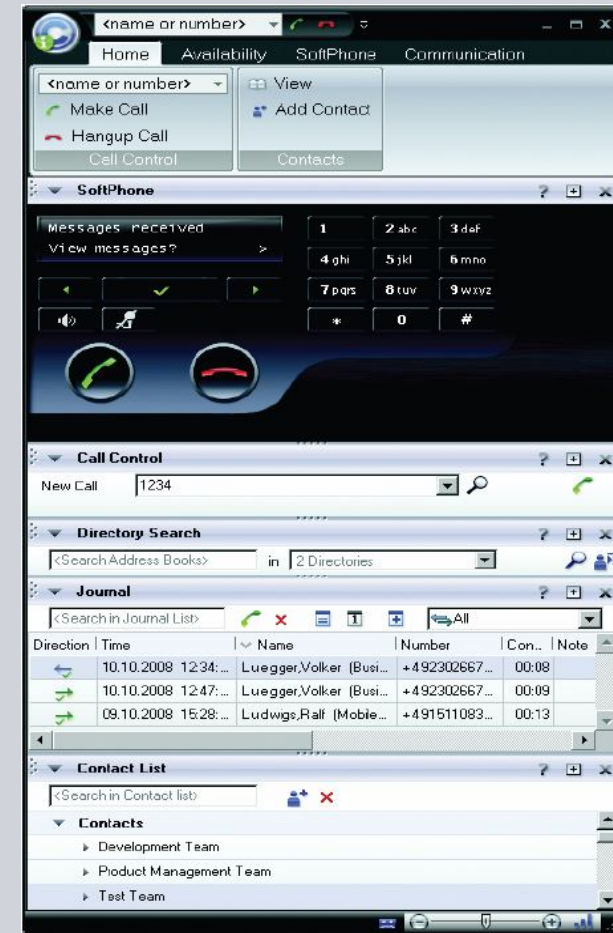 <name or number>
Home Availability SoftPhone Communication
<name or number>
Make Call
Hangup Call
Cell Control
View
Add Contact
Contacts
SoftPhone ?
Messages received
View messages? >
1 2 abc 3 def
4 ghi 5 jkl 6 mno
7 pqrs 8 tuv 9 wxyz
* 0 #
Call Control ?
New Call 1234
Directory Search ?
<Search Address Books> in 2 Directories
Journal ?
<Search in Journal List> 1 All
Direction Time Name Number Con.. Note
10.10.2008 12:34:... Luegger,Volker (Busi... +492302667... 00:08
10.10.2008 12:47:... Luegger,Volker (Busi... +492302667... 00:09
09.10.2008 15:28:... Ludwigs,Ralf (Mobile... +491511083... 00:13
Contact List ?
<Search in Contact list>
Contacts
Development Team
Product Management Team
Test Team